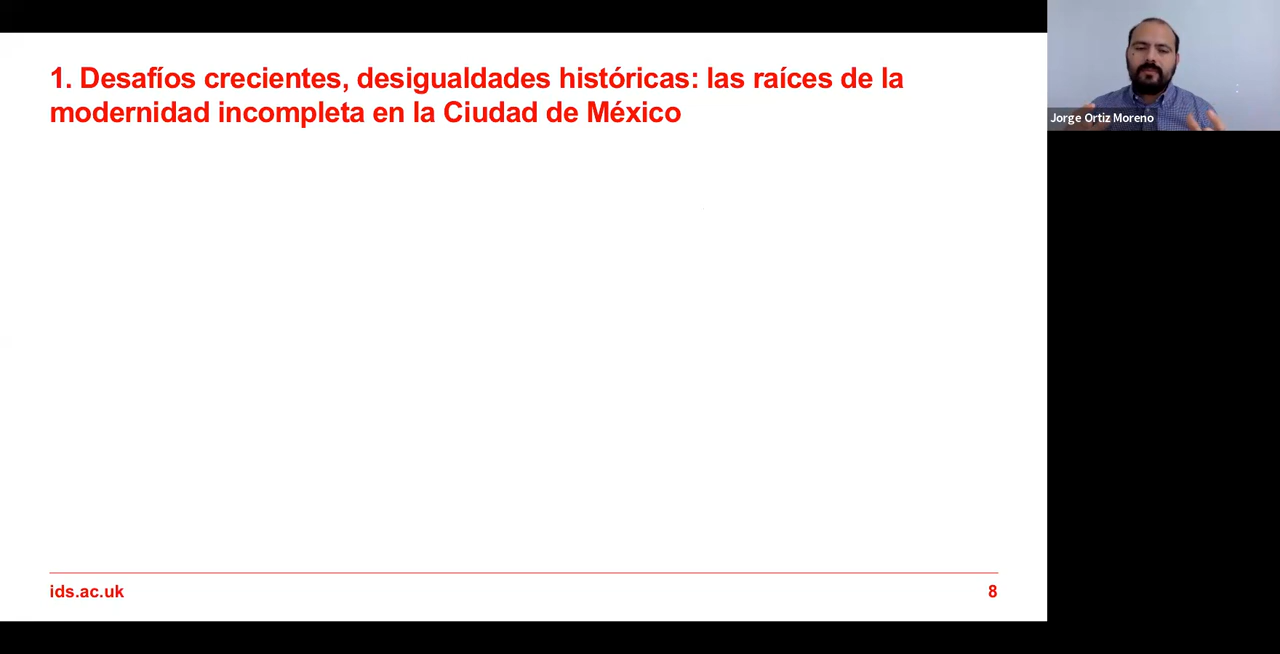 1. Desafíos crecientes, desigualdades históricas: las raíces de la
modernidad incompleta en la Ciudad de México
Jorge Ortiz Moreno
ids.ac.uk
8